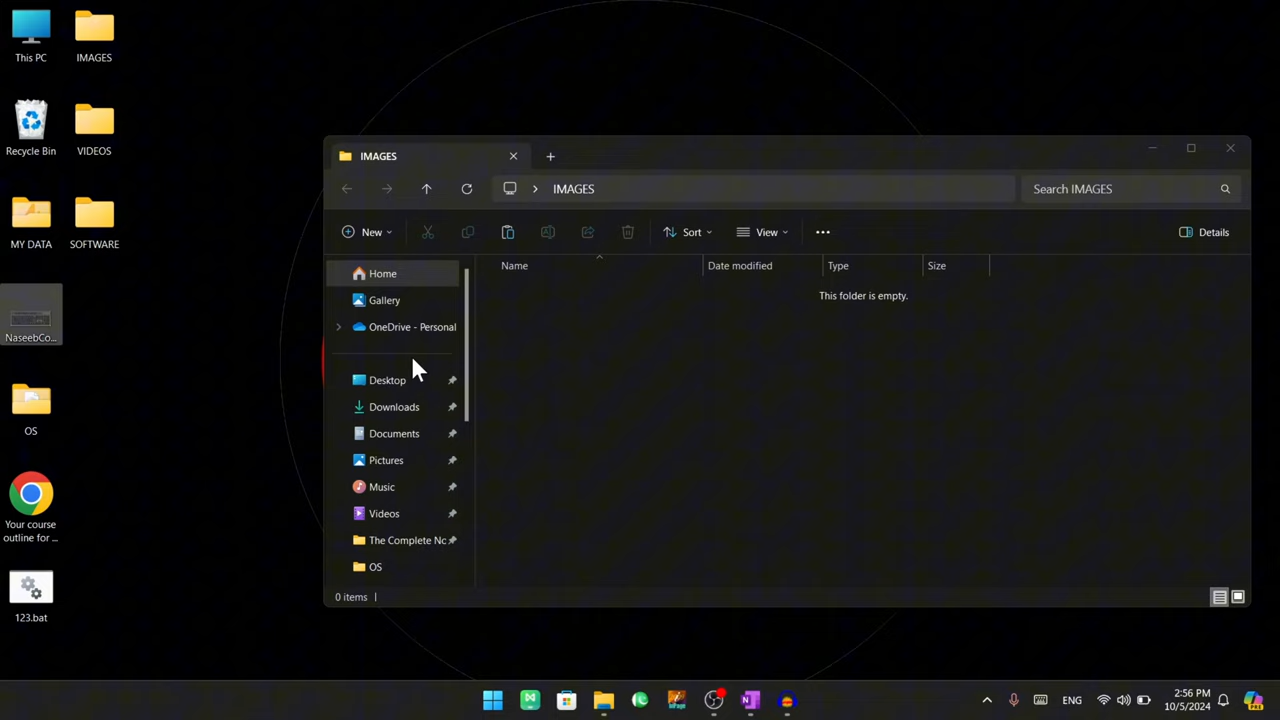 This PC
IMAGES
Recycle Bin
VIDEOS
MY DATA
SOFTWARE
NaseebCo...
OS
Your course
outline for ...
123.bat
IMAGES
IMAGES
Search IMAGES
New
Sort
View
Details
Home
Gallery
OneDrive - Personal
Desktop
Downloads
Documents
Pictures
Music
Videos
The Complete Nc
OS
Name
Date modified
Type
Size
This folder is empty.
0 items
ENG
2:56 PM
10/5/2024